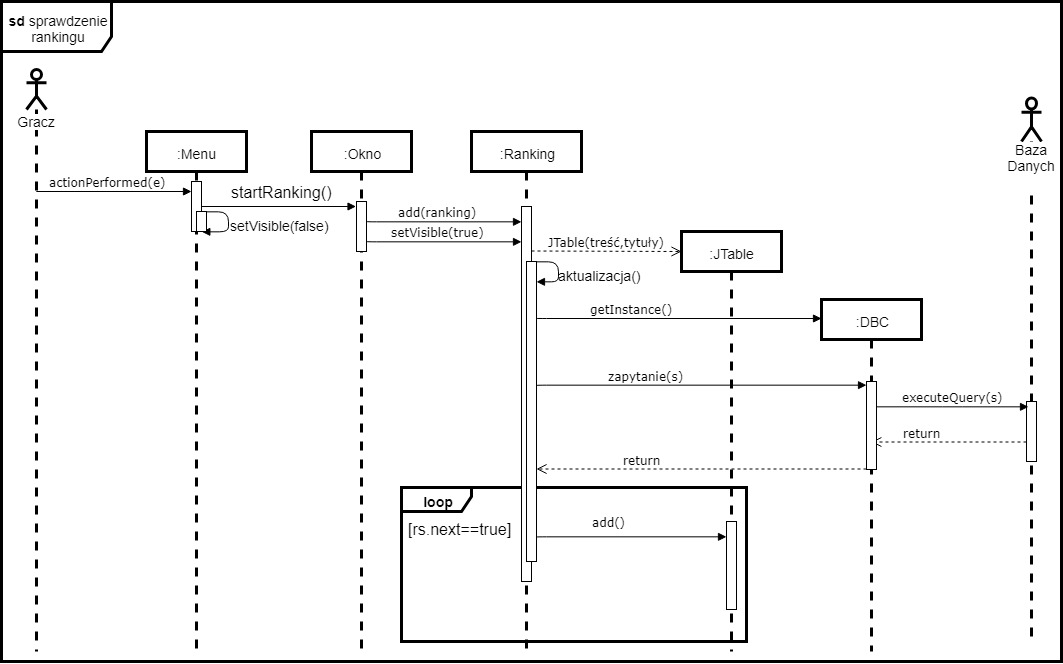 sd sprawdzenie
rankingu
Gracz
Baza
Danych
:Menu
:Okno
:Ranking
actionPerformed(e)
startRanking()
setVisible(false)
add(ranking)
setVisible(true)
JTable(treść,tytuły)
:JTable
aktualizacja()
getInstance()
:DBC
zapytanie(s)
executeQuery(s)
return
return
loop
[rs.next==true]
add()